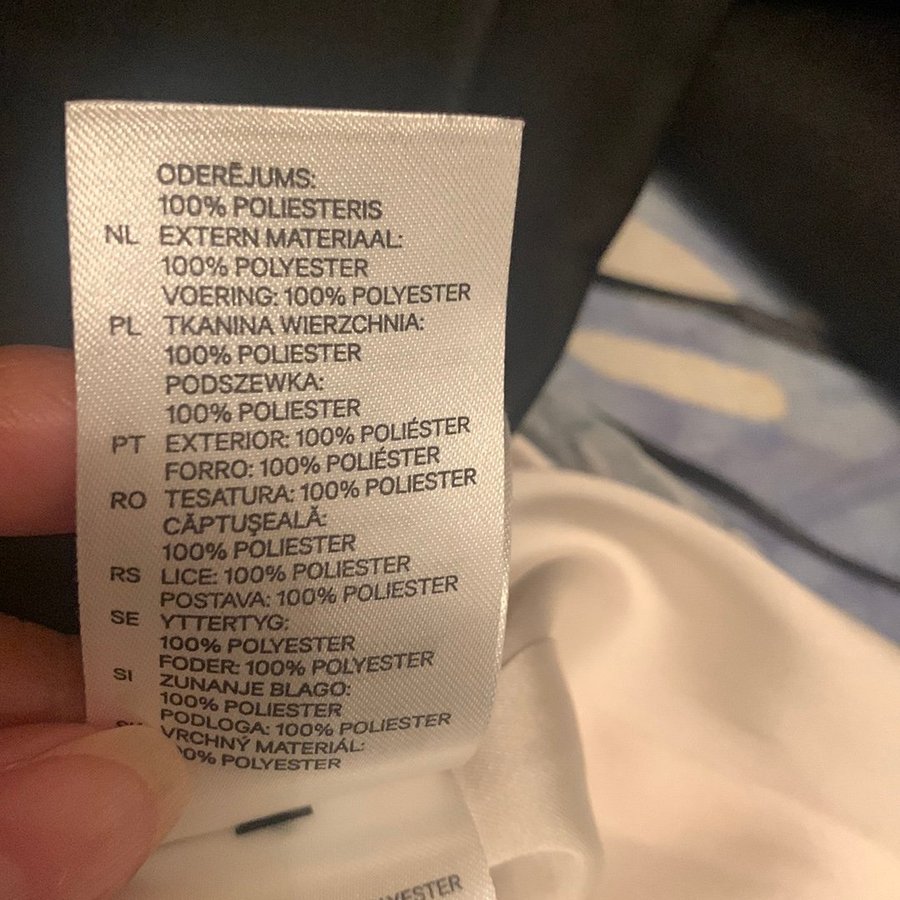 ODERĒJUMS:
100% POLIESTERIS
NL EXTERN MATERIAAL:
100% POLYESTER
VOERING: 100% POLYESTER
PL TKANINA WIERZCHNIA:
100% POLIESTER
PODSZEWKA:
100% POLIESTER
PT EXTERIOR: 100% POLIÉSTER
FORRO: 100% POLIÉSTER
RO TESATURA: 100% POLIESTER
CĂPTUŞEALĂ:
100% POLIESTER
RS LICE: 100% POLIESTER
POSTAVA: 100% POLIESTER
SE YTTERTYG:
100% POLYESTER
FODER: 100% POLYESTER
SI ZUNANJE BLAGO:
100% POLIESTER
PODLOGA: 100% POLIESTER
VRCHNÝ MATERIÁL:
POLYESTER